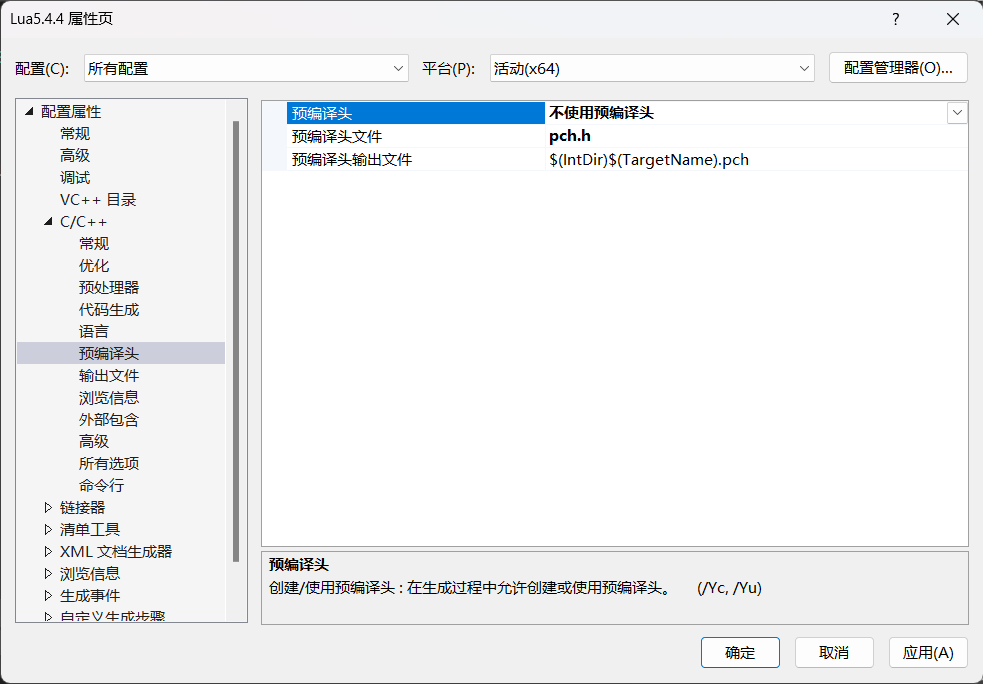 Lua5.4.4 属性页
?
配置(C):
所有配置
平台(P):
活动(x64)
配置管理器(O)...
配置属性
常规
高级
调试
VC++ 目录
C/C++
常规
优化
预处理器
代码生成
语言
预编译头
输出文件
浏览信息
外部包含
高级
所有选项
命令行
链接器
清单工具
XML 文档生成器
浏览信息
生成事件
自定义生成步骤
预编译头 不使用预编译头
预编译头文件 pch.h
预编译头输出文件 $(IntDir)$(TargetName).pch
预编译头
创建/使用预编译头 : 在生成过程中允许创建或使用预编译头。 (/Yc, /Yu)
确定
取消
应用(A)